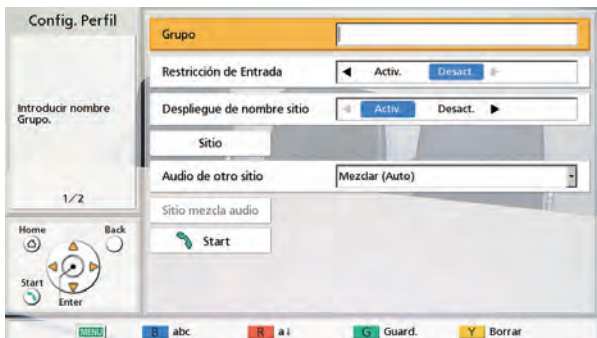 Config. Perfil
Introducir nombre
Grupo.
1/2
Home
Back
Start
Enter
Grupo
Restricción de Entrada
Activ.
Desact.
Despliegue de nombre sitio
Activ.
Desact.
Sitio
Audio de otro sitio
Mezclar (Auto)
Sitio mezcla audio
Start
MENU
B abc
R a↓
G Guard.
Y Borrar